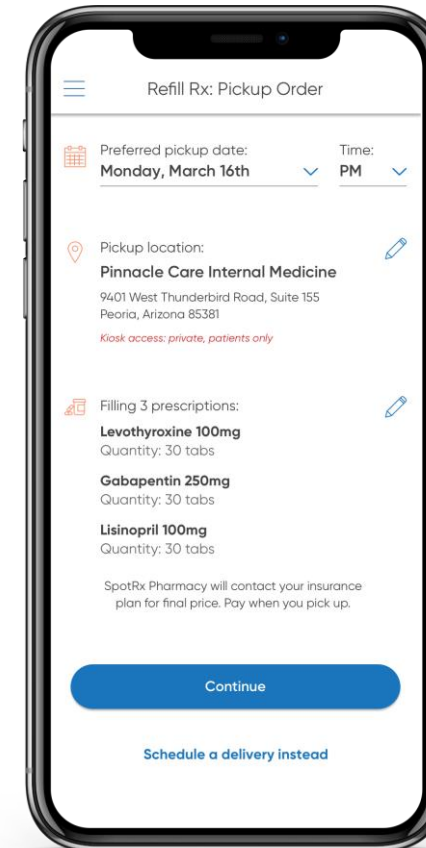 Refill Rx: Pickup Order
Preferred pickup date:
Time:
Monday, March 16th
PM
Pickup location:
Pinnacle Care Internal Medicine
9401 West Thunderbird Road, Suite 155
Peoria, Arizona 85381
Kiosk access: private, patients only
Filling 3 prescriptions:
Levothyroxine 100mg
Quantity: 30 tabs
Gabapentin 250mg
Quantity: 30 tabs
Lisinopril 100mg
Quantity: 30 tabs
SpotRx Pharmacy will contact your insurance
plan for final price. Pay when you pick up.
Continue
Schedule a delivery instead